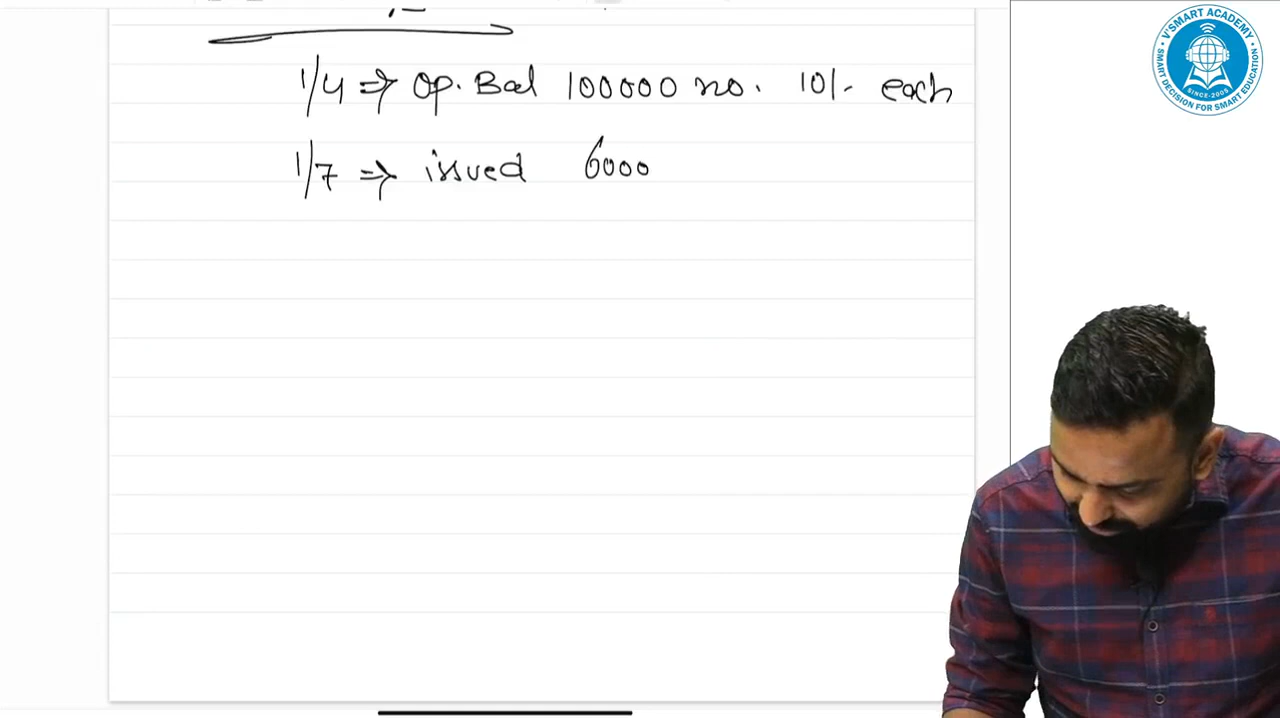 1/4 ⇒ Op. Bal 100000 no. 10/- each
1/7 ⇒ issued 6000
V'SMART ACADEMY
SINCE-2005
SMART DECISION FOR SMART EDUCATION